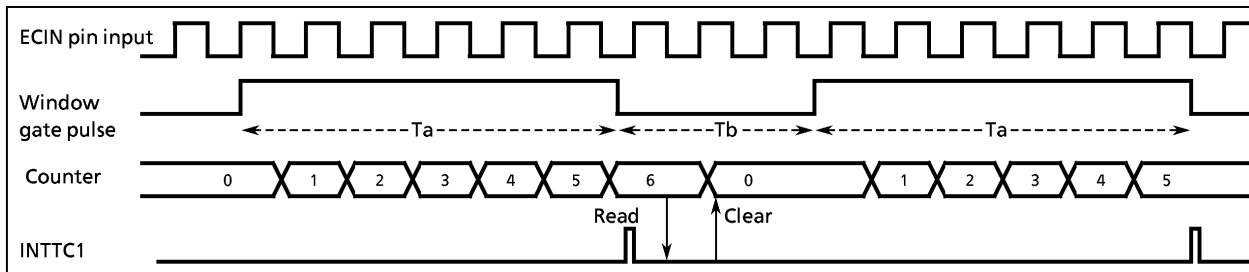 ECIN pin input
Window
gate pulse
Ta Tb Ta
Counter 0 1 2 3 4 5 6 0 1 2 3 4 5
Read Clear
INTTC1